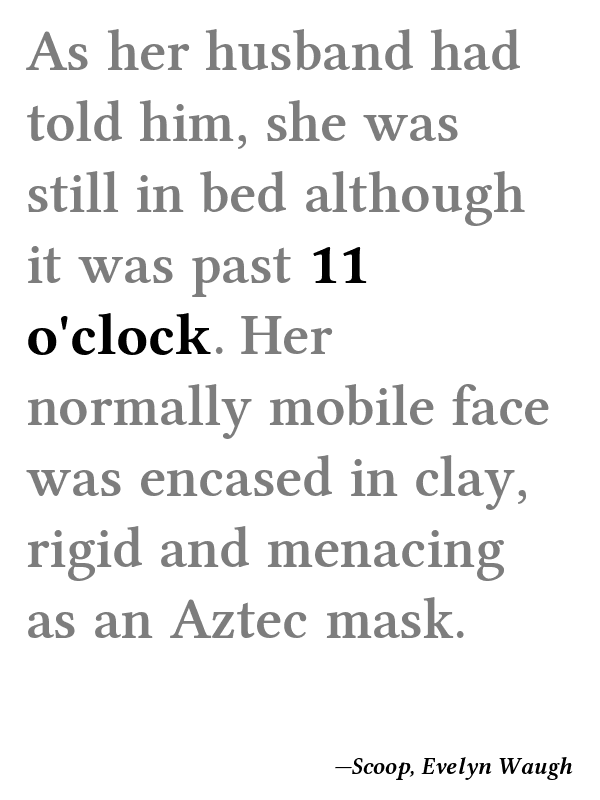 As her husband had
told him, she was
still in bed although
it was past 11
o'clock. Her
normally mobile face
was encased in clay,
rigid and menacing
as an Aztec mask.
—Scoop, Evelyn Waugh